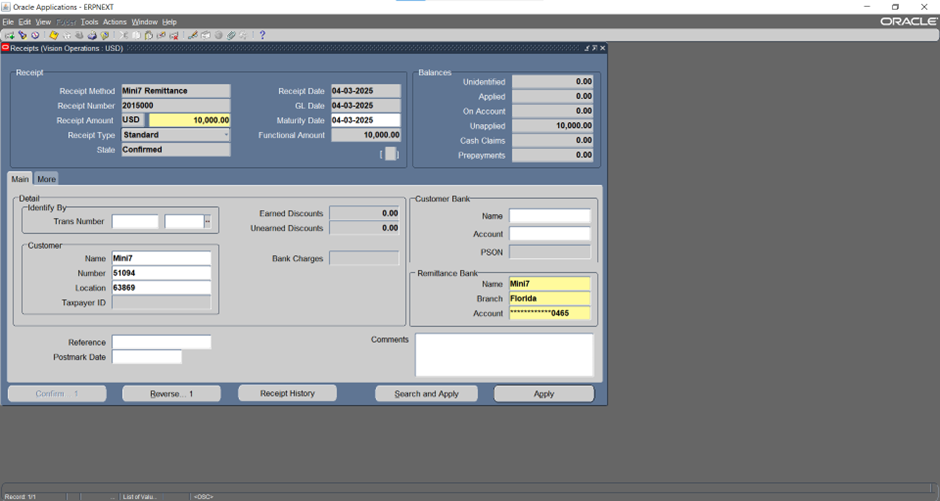 Oracle Applications - ERPNEXT
File Edit View Folder Tools Actions Window Help
ORACLE
Receipts (Vision Operations : USD)
Receipt
Receipt Method Mini7 Remittance
Receipt Number 2015000
Receipt Amount USD 10,000.00
Receipt Type Standard
State Confirmed
Receipt Date 04-03-2025
GL Date 04-03-2025
Maturity Date 04-03-2025
Functional Amount 10,000.00
[ ]
Balances
Unidentified 0.00
Applied 0.00
On Account 0.00
Unapplied 10,000.00
Cash Claims 0.00
Prepayments 0.00
Main More
Detail
Identify By
Trans Number
Customer
Name Mini7
Number 51094
Location 63869
Taxpayer ID
Earned Discounts 0.00
Unearned Discounts 0.00
Bank Charges
Customer Bank
Name
Account
PSON
Remittance Bank
Name Mini7
Branch Florida
Account ************0465
Reference
Postmark Date
Comments
Confirm... 1 Reverse... 1 Receipt History Search and Apply Apply
Record: 1/1 ... List of Valu... <OSC>